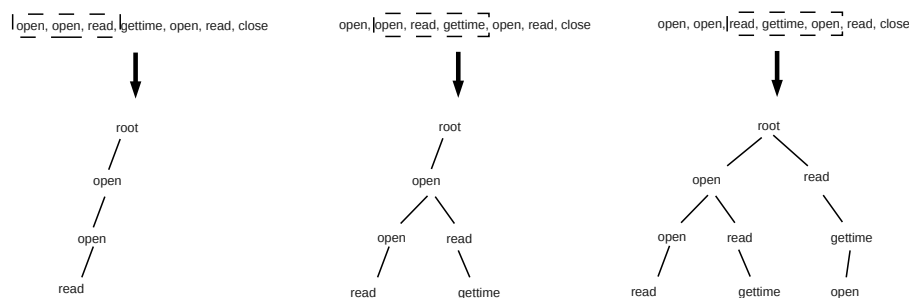 open, open, read, gettime, open, read, close
root
open
open
read
open, open, read, gettime, open, read, close
root
open
open read
read gettime
open, open, read, gettime, open, read, close
root
open read
open read gettime
read gettime open